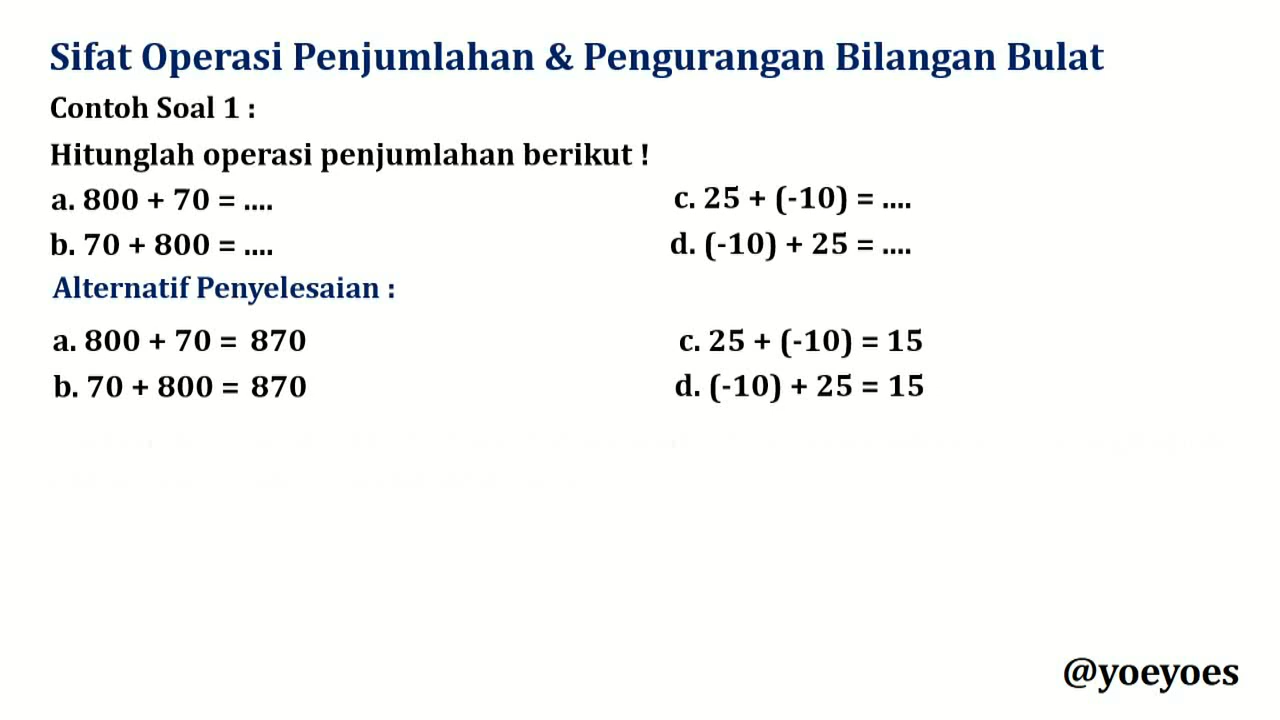 Sifat Operasi Penjumlahan & Pengurangan Bilangan Bulat
Contoh Soal 1 :
Hitunglah operasi penjumlahan berikut !
a. 800 + 70 = ....
b. 70 + 800 = ....
c. 25 + (-10) = ....
d. (-10) + 25 = ....
Alternatif Penyelesaian :
a. 800 + 70 = 870
b. 70 + 800 = 870
c. 25 + (-10) = 15
d. (-10) + 25 = 15
@yoeyoes